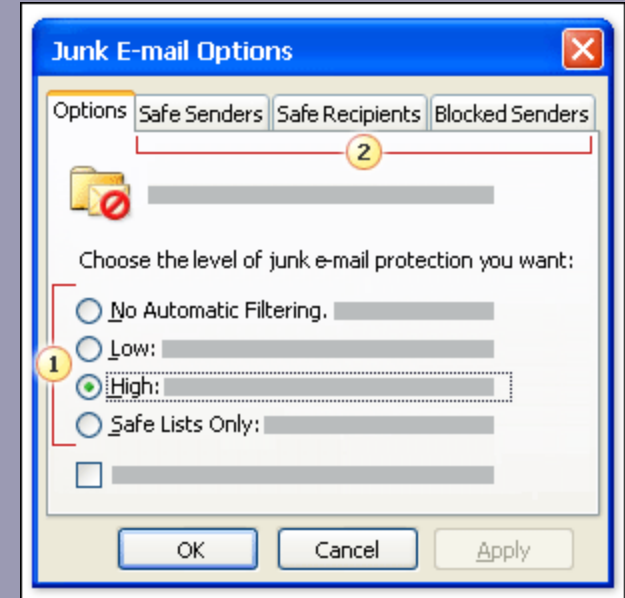 Junk E-mail Options
Options Safe Senders Safe Recipients Blocked Senders
2
Choose the level of junk e-mail protection you want:
No Automatic Filtering.
Low:
1
High:
Safe Lists Only:
OK Cancel Apply